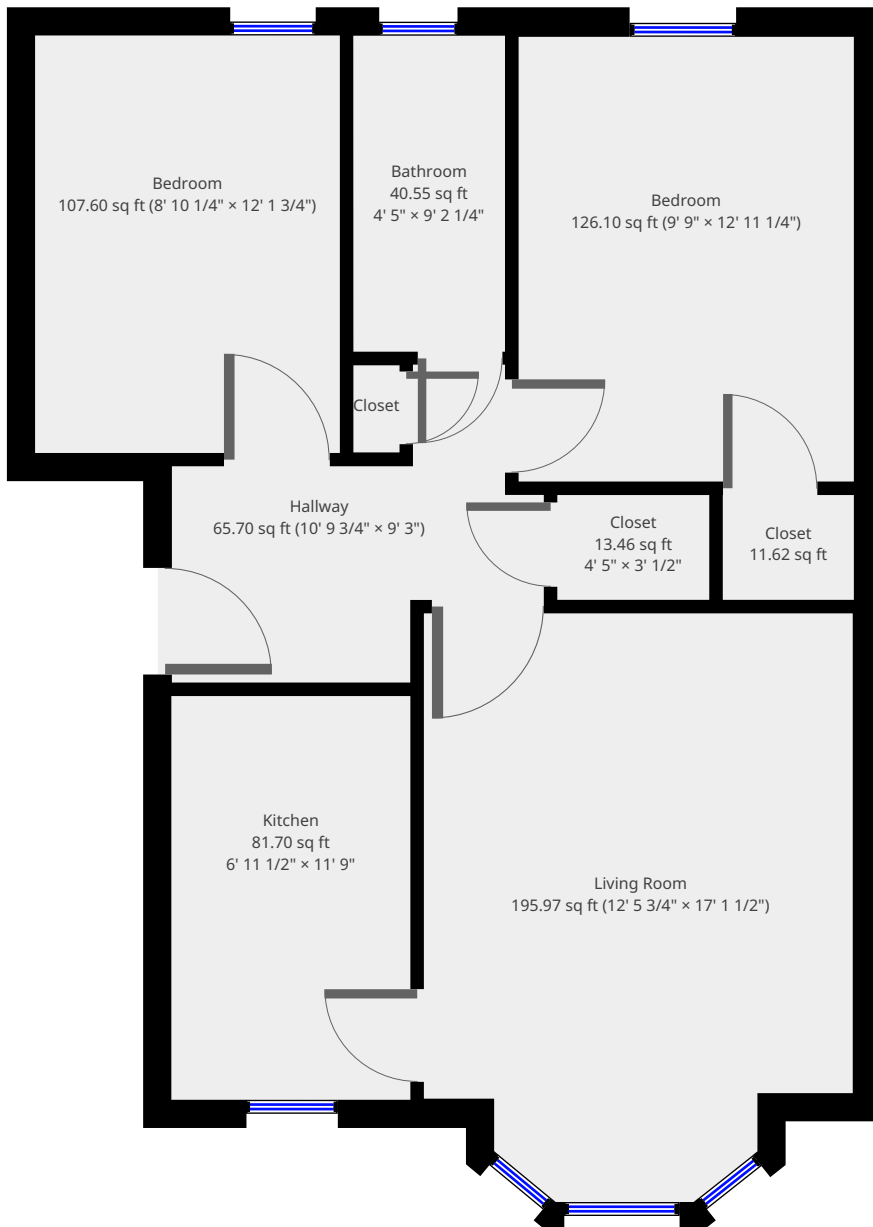 Bedroom
107.60 sq ft (8' 10 1/4" × 12' 1 3/4")
Bathroom
40.55 sq ft
4' 5" × 9' 2 1/4"
Bedroom
126.10 sq ft (9' 9" × 12' 11 1/4")
Closet
Hallway
65.70 sq ft (10' 9 3/4" × 9' 3")
Closet
13.46 sq ft
4' 5" × 3' 1/2"
Closet
11.62 sq ft
Kitchen
81.70 sq ft
6' 11 1/2" × 11' 9"
Living Room
195.97 sq ft (12' 5 3/4" × 17' 1 1/2")